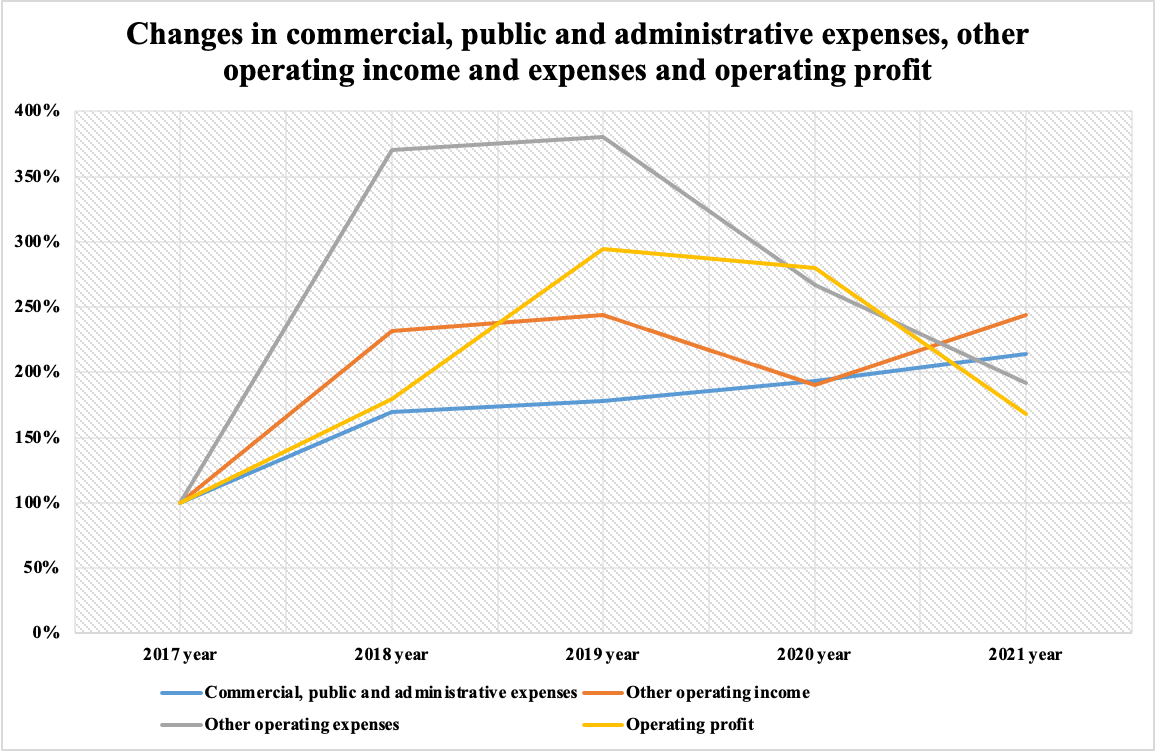 Changes in commercial, public and administrative expenses, other
operating income and expenses and operating profit
400%
350%
300%
250%
200%
150%
100%
50%
0%
2017 year 2018 year 2019 year 2020 year 2021 year
Commercial, public and administrative expenses Other operating income
Other operating expenses Operating profit